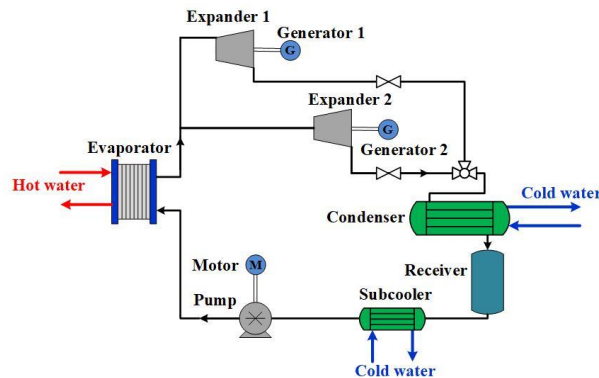 Expander 1
Generator 1
G
Expander 2
G
Generator 2
Evaporator
Hot water
Cold water
Condenser
Motor
M
Receiver
Pump
Subcooler
Cold water